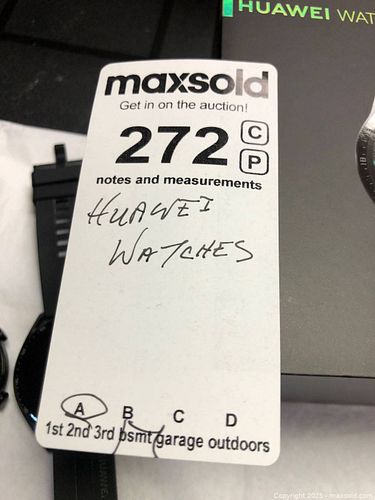 HUAWEI WAT
maxsold
Get in on the auction!
272 C
P
notes and measurements
HUAWEI
WATCHES
A B C D
1st 2nd 3rd bsmt garage outdoors
HUAWEI
Copyright 2025 - maxsold.com